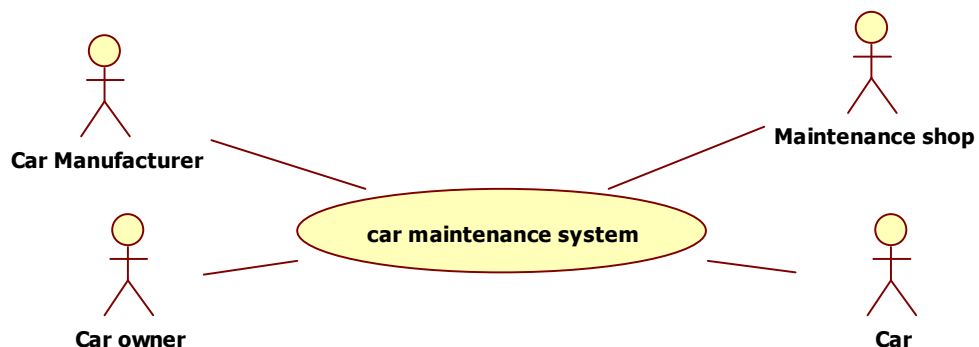 Maintenance shop
Car Manufacturer
car maintenance system
Car owner
Car